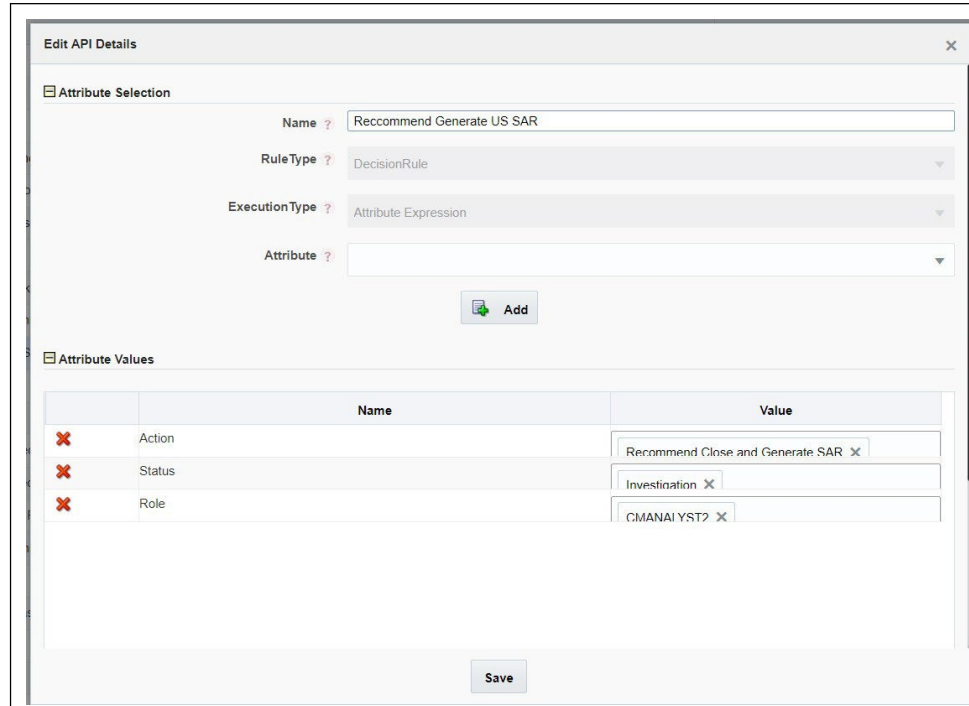 Edit API Details ×
Attribute Selection
Name ? Reccommend Generate US SAR
RuleType ? DecisionRule
ExecutionType ? Attribute Expression
Attribute ?
Add
Attribute Values
Name Value
Action Recommend Close and Generate SAR ×
Status Investigation ×
Role CMANALYST2 ×
Save